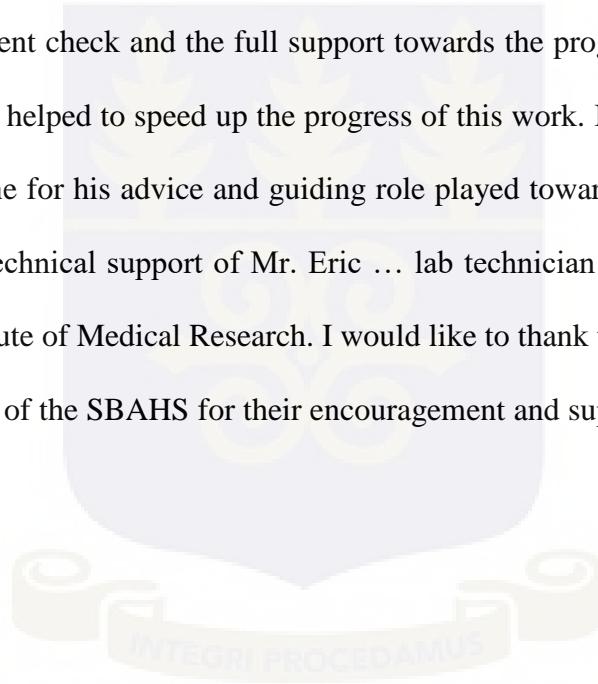 ent check and the full support towards the prog
helped to speed up the progress of this work. I
ne for his advice and guiding role played towar
echnical support of Mr. Eric … lab technician
ute of Medical Research. I would like to thank
of the SBAHS for their encouragement and su
INTEGRI PROCEDAMUS